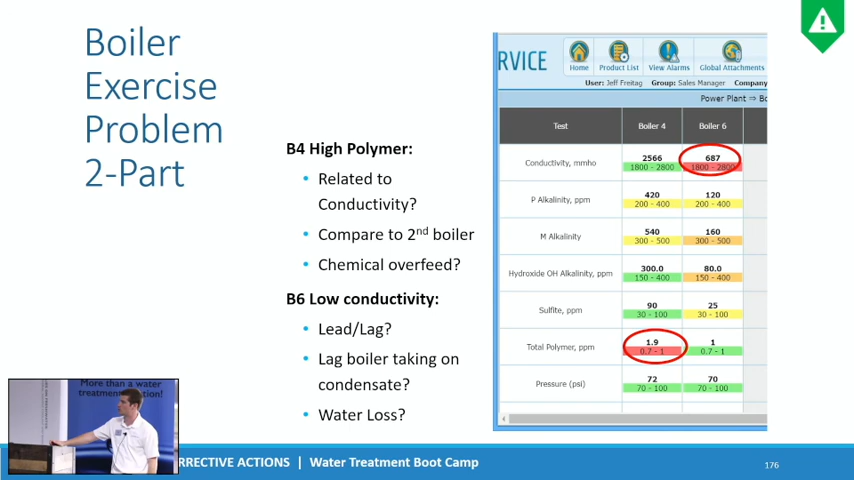 Boiler
Exercise
Problem
2-Part
B4 High Polymer:
• Related to
Conductivity?
• Compare to 2nd boiler
• Chemical overfeed?
B6 Low conductivity:
• Lead/Lag?
• Lag boiler taking on
condensate?
• Water Loss?
RVICE
Home Product List View Alarms Global Attachments
User: Jeff Freitag Group: Sales Manager Company
Power Plant ⇒ Bo
Test Boiler 4 Boiler 6
Conductivity, mmho 2566 687
1800 - 2800 1800 - 2800
P Alkalinity, ppm 420 120
200 - 400 200 - 400
M Alkalinity 540 160
300 - 500 300 - 500
Hydroxide OH Alkalinity, ppm 300.0 80.0
150 - 400 150 - 400
Sulfite, ppm 90 25
30 - 100 30 - 100
Total Polymer, ppm 1.9 1
0.7 - 1 0.7 - 1
Pressure (psi) 72 70
70 - 100 70 - 100
More than a water
RRECTIVE ACTIONS | Water Treatment Boot Camp
176